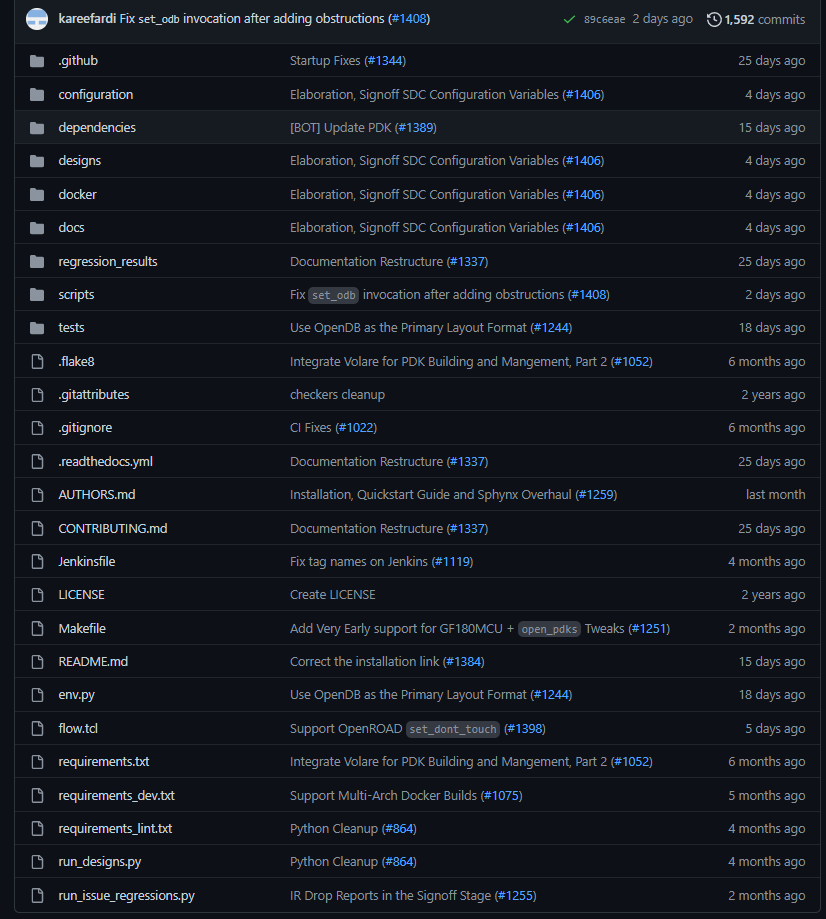 kareefardi Fix set_odb invocation after adding obstructions (#1408) 89c6eae 2 days ago 1,592 commits
.github Startup Fixes (#1344) 25 days ago
configuration Elaboration, Signoff SDC Configuration Variables (#1406) 4 days ago
dependencies [BOT] Update PDK (#1389) 15 days ago
designs Elaboration, Signoff SDC Configuration Variables (#1406) 4 days ago
docker Elaboration, Signoff SDC Configuration Variables (#1406) 4 days ago
docs Elaboration, Signoff SDC Configuration Variables (#1406) 4 days ago
regression_results Documentation Restructure (#1337) 25 days ago
scripts Fix set_odb invocation after adding obstructions (#1408) 2 days ago
tests Use OpenDB as the Primary Layout Format (#1244) 18 days ago
.flake8 Integrate Volare for PDK Building and Mangement, Part 2 (#1052) 6 months ago
.gitattributes checkers cleanup 2 years ago
.gitignore CI Fixes (#1022) 6 months ago
.readthedocs.yml Documentation Restructure (#1337) 25 days ago
AUTHORS.md Installation, Quickstart Guide and Sphynx Overhaul (#1259) last month
CONTRIBUTING.md Documentation Restructure (#1337) 25 days ago
Jenkinsfile Fix tag names on Jenkins (#1119) 4 months ago
LICENSE Create LICENSE 2 years ago
Makefile Add Very Early support for GF180MCU + open_pdks Tweaks (#1251) 2 months ago
README.md Correct the installation link (#1384) 15 days ago
env.py Use OpenDB as the Primary Layout Format (#1244) 18 days ago
flow.tcl Support OpenROAD set_dont_touch (#1398) 5 days ago
requirements.txt Integrate Volare for PDK Building and Mangement, Part 2 (#1052) 6 months ago
requirements_dev.txt Support Multi-Arch Docker Builds (#1075) 5 months ago
requirements_lint.txt Python Cleanup (#864) 4 months ago
run_designs.py Python Cleanup (#864) 4 months ago
run_issue_regressions.py IR Drop Reports in the Signoff Stage (#1255) 2 months ago